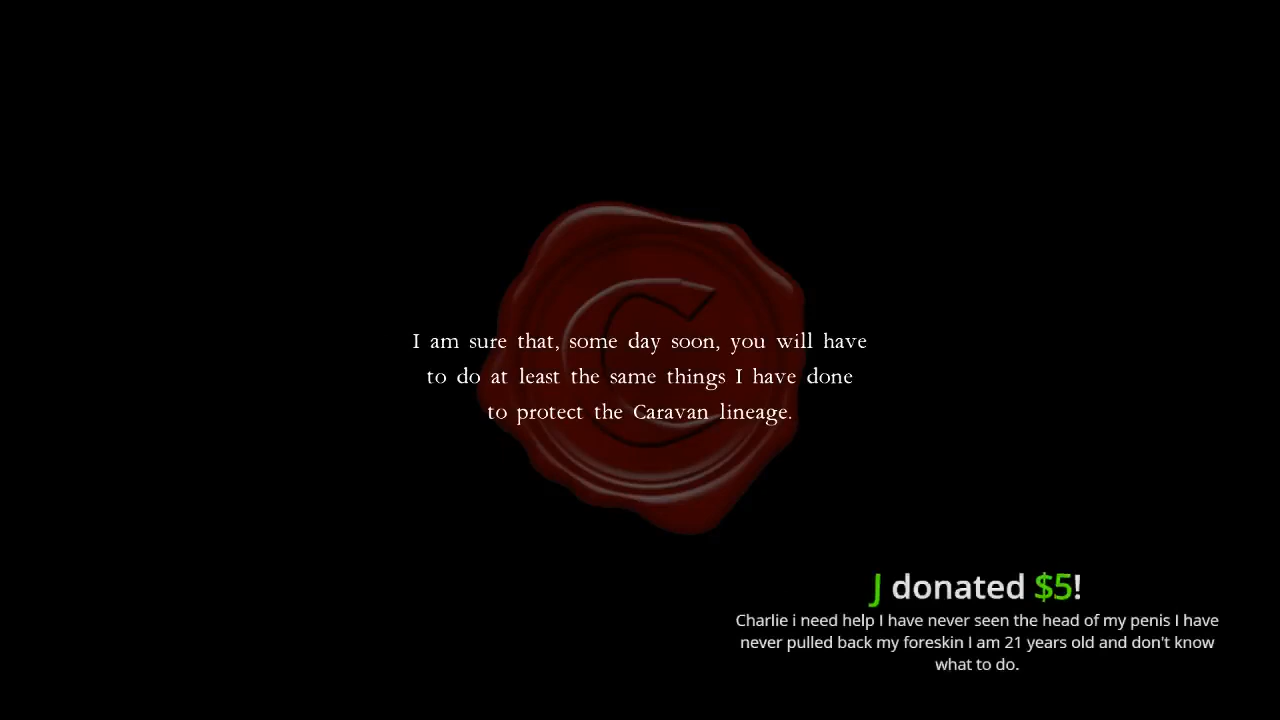 I am sure that, some day soon, you will have
to do at least the same things I have done
to protect the Caravan lineage.
C
J donated $5!
Charlie i need help I have never seen the head of my penis I have
never pulled back my foreskin I am 21 years old and don't know
what to do.